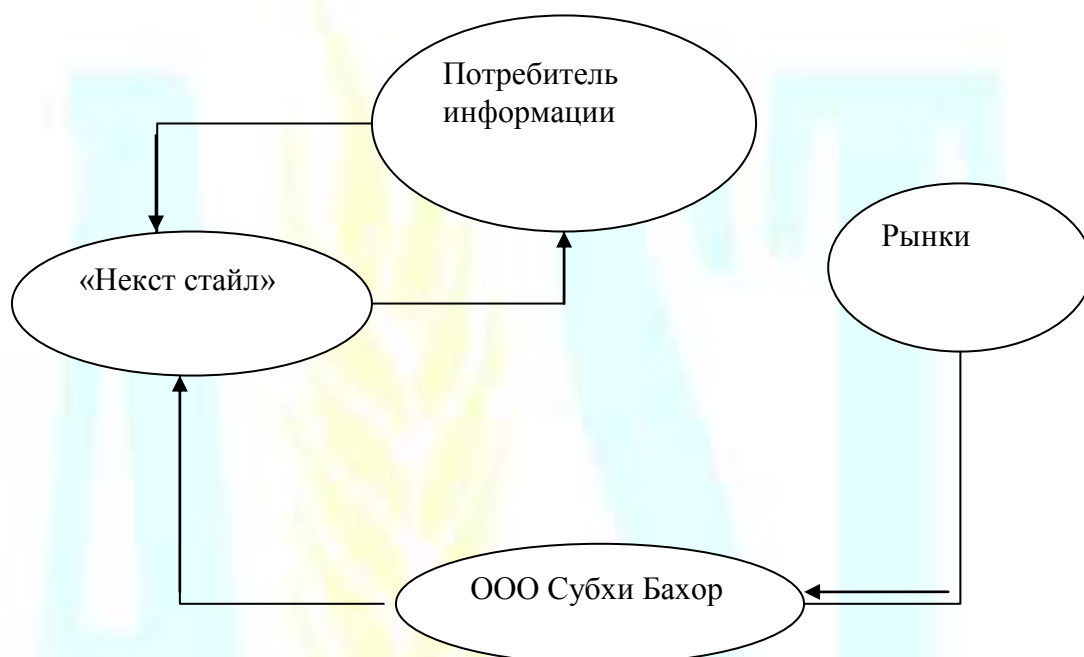 Потребитель
информации
Рынки
«Некст стайл»
ООО Субхи Бахор